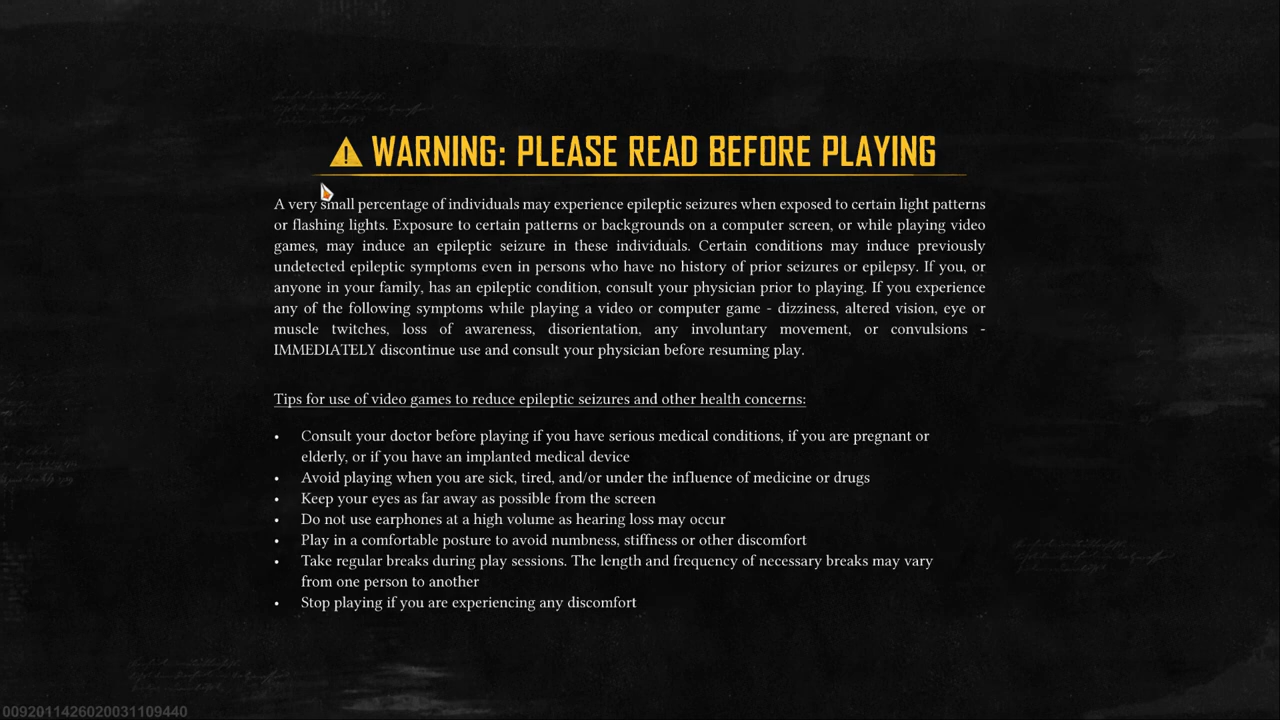 WARNING: PLEASE READ BEFORE PLAYING
A very small percentage of individuals may experience epileptic seizures when exposed to certain light patterns
or flashing lights. Exposure to certain patterns or backgrounds on a computer screen, or while playing video
games, may induce an epileptic seizure in these individuals. Certain conditions may induce previously
undetected epileptic symptoms even in persons who have no history of prior seizures or epilepsy. If you, or
anyone in your family, has an epileptic condition, consult your physician prior to playing. If you experience
any of the following symptoms while playing a video or computer game - dizziness, altered vision, eye or
muscle twitches, loss of awareness, disorientation, any involuntary movement, or convulsions -
IMMEDIATELY discontinue use and consult your physician before resuming play.
Tips for use of video games to reduce epileptic seizures and other health concerns:
• Consult your doctor before playing if you have serious medical conditions, if you are pregnant or
elderly, or if you have an implanted medical device
• Avoid playing when you are sick, tired, and/or under the influence of medicine or drugs
• Keep your eyes as far away as possible from the screen
• Do not use earphones at a high volume as hearing loss may occur
• Play in a comfortable posture to avoid numbness, stiffness or other discomfort
• Take regular breaks during play sessions. The length and frequency of necessary breaks may vary
from one person to another
• Stop playing if you are experiencing any discomfort
0092011426020031109440